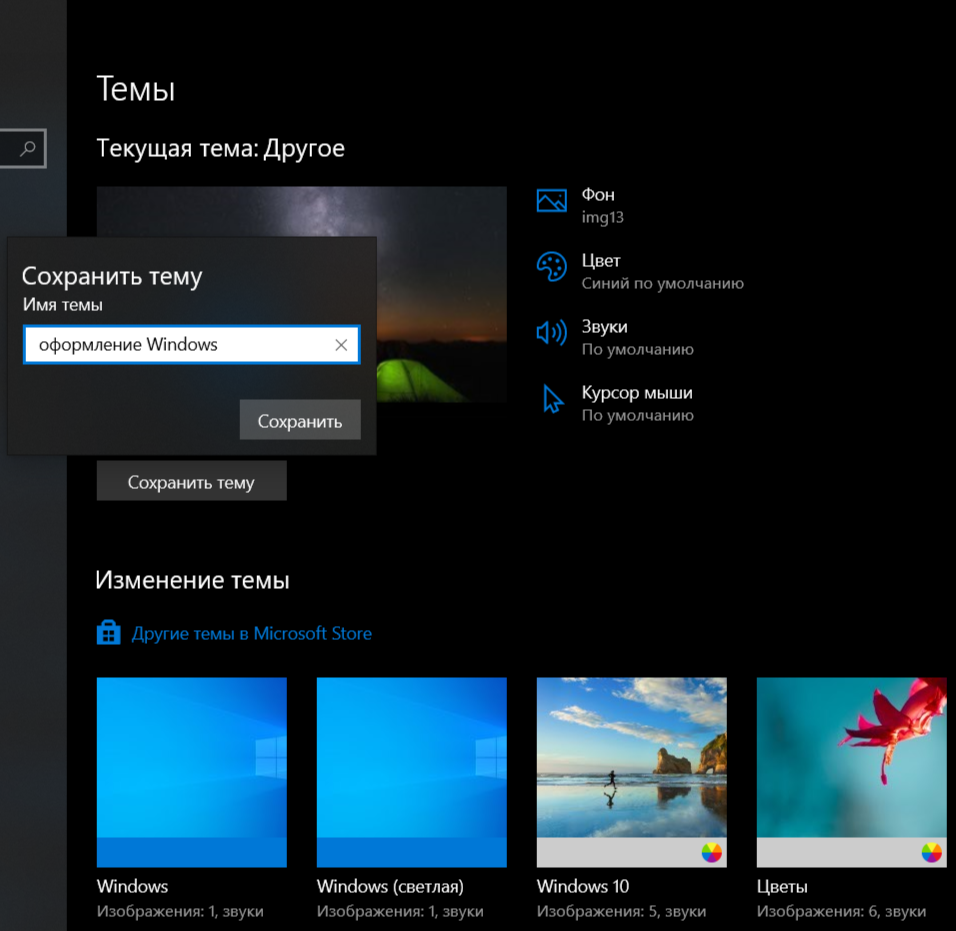 Темы
Текущая тема: Другое
Фон
img13
Цвет
Синий по умолчанию
Звуки
По умолчанию
Курсор мыши
По умолчанию
Сохранить тему
Имя темы
оформление Windows
Сохранить
Сохранить тему
Изменение темы
Другие темы в Microsoft Store
Windows
Изображения: 1, звуки
Windows (светлая)
Изображения: 1, звуки
Windows 10
Изображения: 5, звуки
Цветы
Изображения: 6, звуки